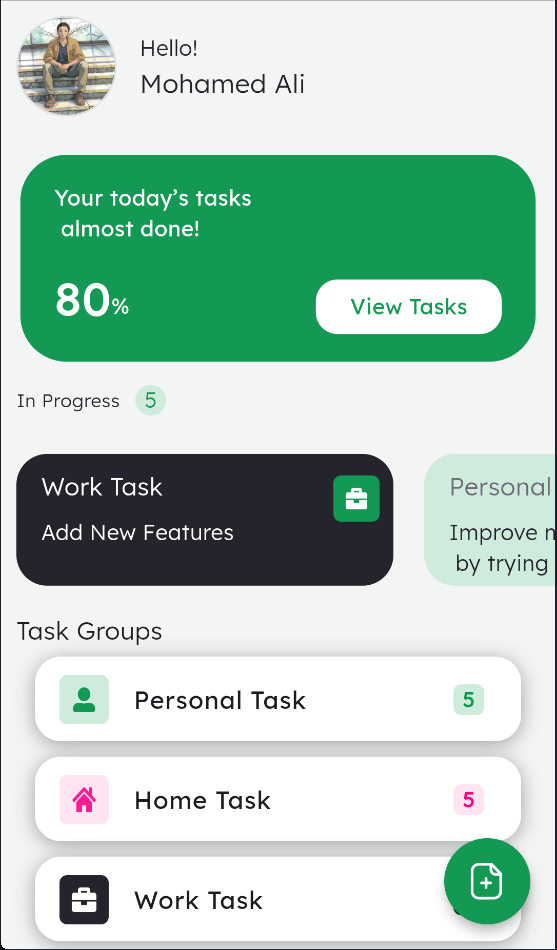 Hello!
Mohamed Ali
Your today's tasks
almost done!
80%
View Tasks
In Progress 5
Work Task
Add New Features
Personal
Improve
by trying
Task Groups
Personal Task 5
Home Task 5
Work Task